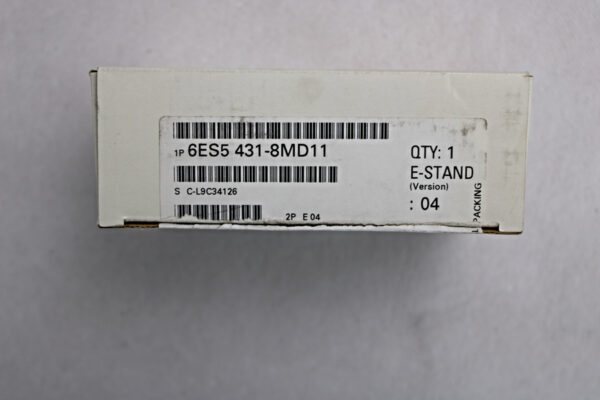 1P 6ES5 431-8MD11
S C-L9C34126
2P E 04
QTY: 1
E-STAND
(Version)
: 04
PACKING